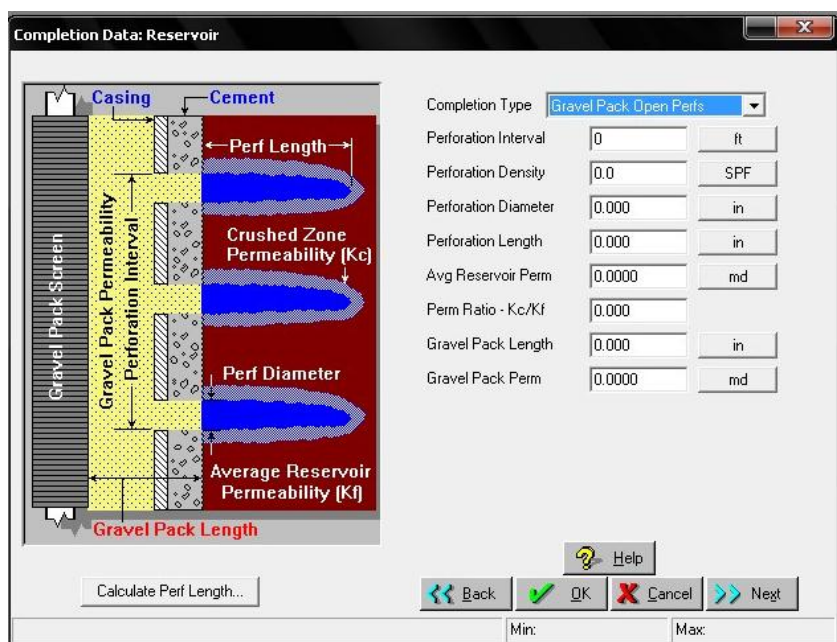 Completion Data: Reservoir
Casing
Cement
Perf Length
Crushed Zone
Permeability (Kc)
Gravel Pack Screen
Gravel Pack Permeability
Perforation Interval
Perf Diameter
Average Reservoir
Permeability (Kf)
Gravel Pack Length
Calculate Perf Length...
Completion Type Gravel Pack Open Perfs
Perforation Interval 0 ft
Perforation Density 0.0 SPF
Perforation Diameter 0.000 in
Perforation Length 0.000 in
Avg Reservoir Perm 0.0000 md
Perm Ratio - Kc/Kf 0.000
Gravel Pack Length 0.000 in
Gravel Pack Perm 0.0000 md
Help
Back OK Cancel Next
Min: Max: